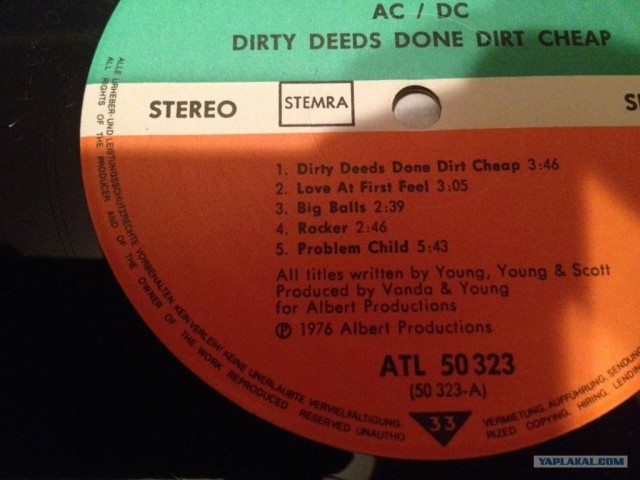 AC / DC
DIRTY DEEDS DONE DIRT CHEAP
STEREO
STEMRA
1. Dirty Deeds Done Dirt Cheap 3:46
2. Love At First Feel 3:05
3. Big Balls 2:39
4. Rocker 2:46
5. Problem Child 5:43
All titles written by Young, Young & Scott
Produced by Vanda & Young
for Albert Productions
℗ 1976 Albert Productions
ATL 50 323
(50 323-A)
33
ALLE URHEBER- UND LEISTUNGSSCHUTZRECHTE VORBEHALTEN KEIN VERLEIH! KEINE UNERLAUBTE VERVIELFÄLTIGUNG,
VERMIETUNG, AUFFÜHRUNG, SENDUNG
ALL RIGHTS OF THE PRODUCER AND OF THE OWNER OF THE WORK REPRODUCED RESERVED UNAUTHO
RIZED COPYING, HIRING, LENDING
YAPLAKAL.COM